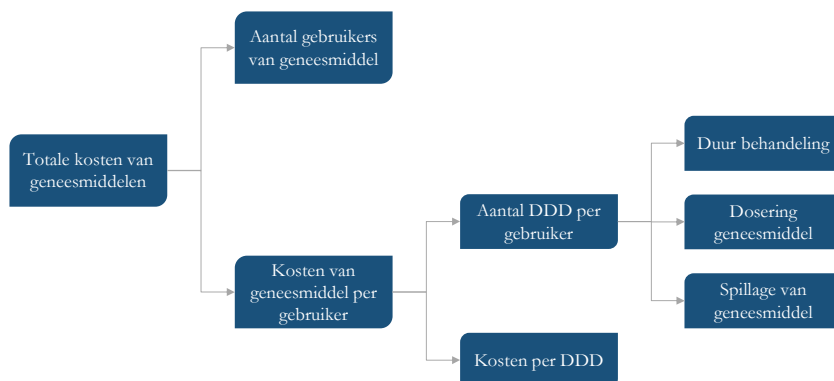 Aantal gebruikers
van geneesmiddel
Totale kosten van
geneesmiddelen
Kosten van
geneesmiddel per
gebruiker
Aantal DDD per
gebruiker
Kosten per DDD
Duur behandeling
Dosering
geneesmiddel
Spillage van
geneesmiddel